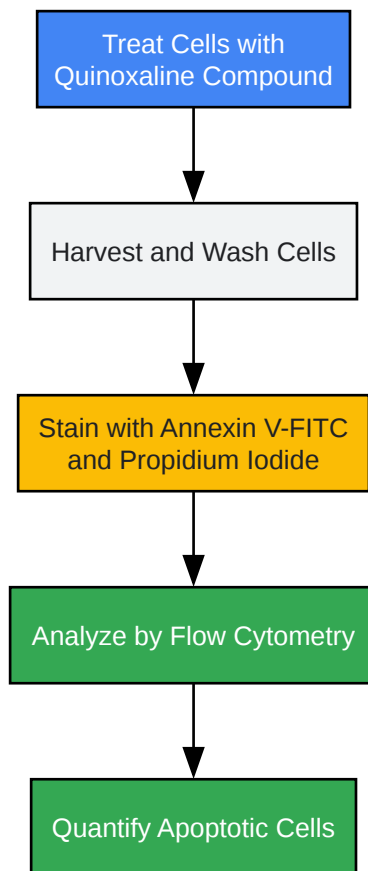 Treat Cells with
Quinoxaline Compound
Harvest and Wash Cells
Stain with Annexin V-FITC
and Propidium Iodide
Analyze by Flow Cytometry
Quantify Apoptotic Cells